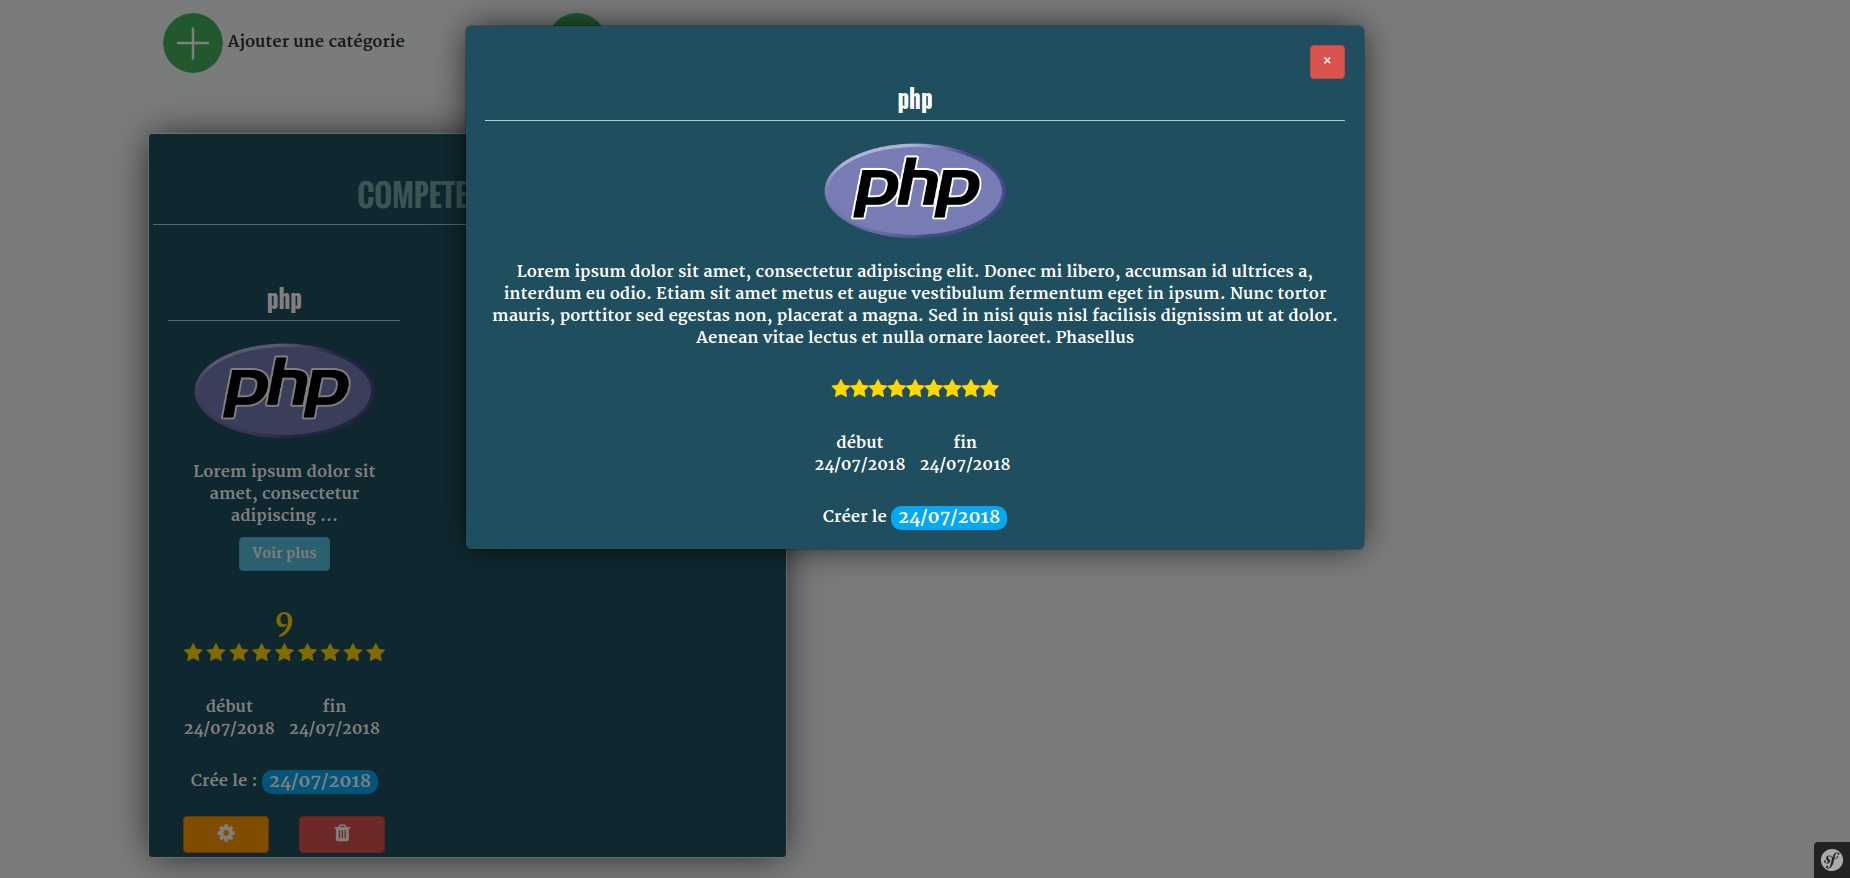 Ajouter une catégorie
×
php
php
Lorem ipsum dolor sit amet, consectetur adipiscing elit. Donec mi libero, accumsan id ultrices a,
interdum eu odio. Etiam sit amet metus et augue vestibulum fermentum eget in ipsum. Nunc tortor
mauris, porttitor sed egestas non, placerat a magna. Sed in nisi quis nisl facilisis dignissim ut at dolor.
Aenean vitae lectus et nulla ornare laoreet. Phasellus
début fin
24/07/2018 24/07/2018
Créer le 24/07/2018
COMPETE
php
php
Lorem ipsum dolor sit
amet, consectetur
adipiscing ...
Voir plus
9
début fin
24/07/2018 24/07/2018
Crée le : 24/07/2018
sf